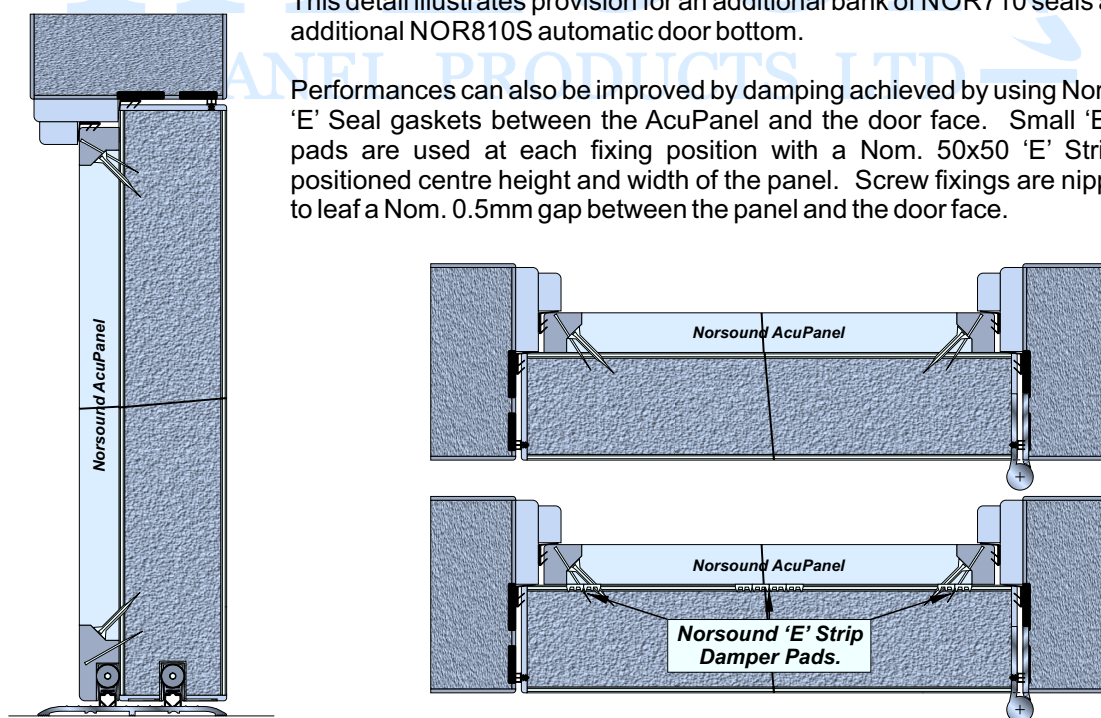 This detail illustrates provision for an additional bank of NOR710 seals
additional NOR810S automatic door bottom.
PANEL PRODUCTS LTD
Performances can also be improved by damping achieved by using
‘E’ Seal gaskets between the AcuPanel and the door face. Small
pads are used at each fixing position with a Nom. 50x50 ‘E’
positioned centre height and width of the panel. Screw fixings are
to leaf a Nom. 0.5mm gap between the panel and the door face.
Norsound AcuPanel
Norsound AcuPanel
Norsound AcuPanel
Norsound ‘E’ Strip
Damper Pads.